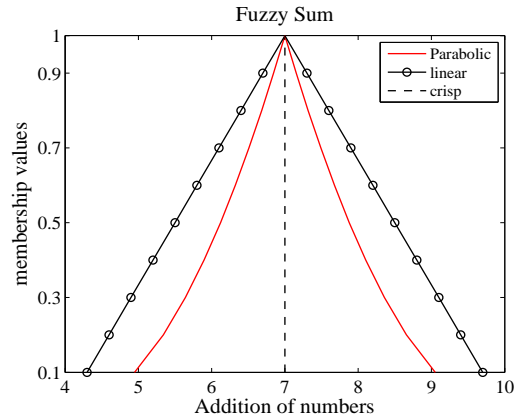 Fuzzy Sum
Parabolic
linear
crisp
membership values
1
0.9
0.7
0.5
0.3
0.1
4 5 6 7 8 9 10
Addition of numbers